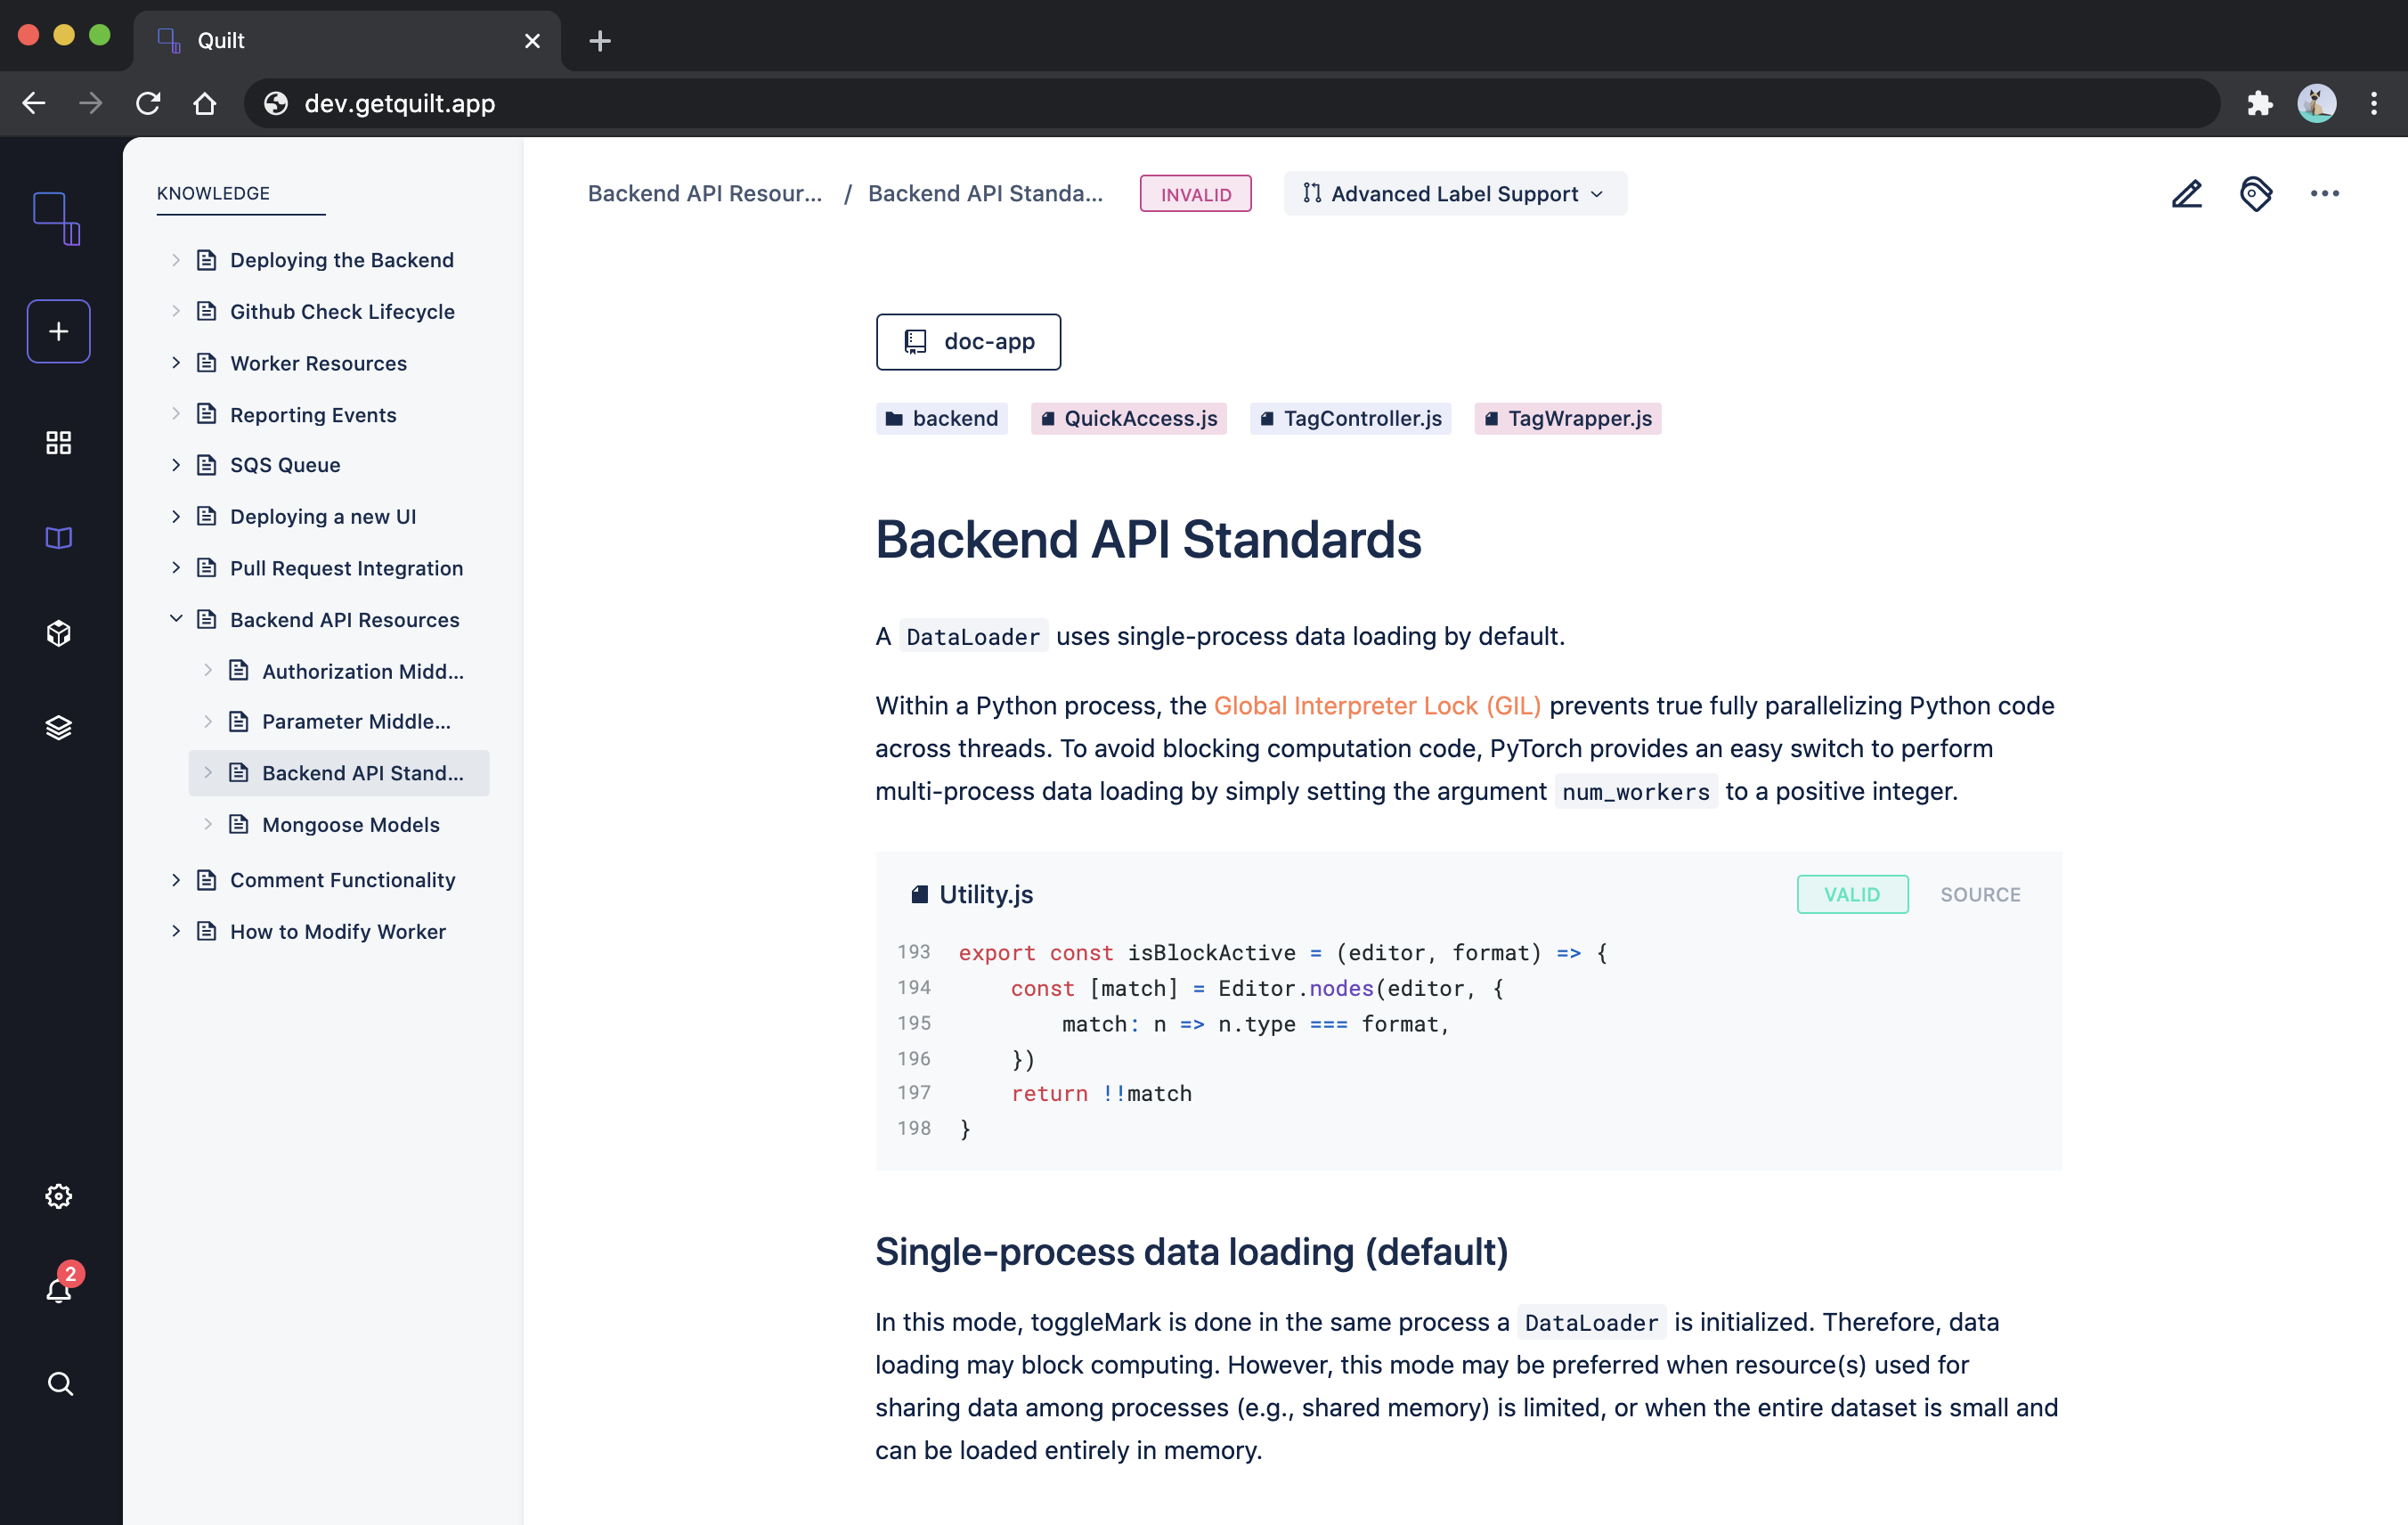 Quilt
dev.getquilt.app
KNOWLEDGE
Deploying the Backend
Github Check Lifecycle
Worker Resources
Reporting Events
SQS Queue
Deploying a new UI
Pull Request Integration
Backend API Resources
Authorization Midd...
Parameter Middle...
Backend API Stand...
Mongoose Models
Comment Functionality
How to Modify Worker
2
Backend API Resour... / Backend API Standa... INVALID Advanced Label Support
doc-app
backend QuickAccess.js TagController.js TagWrapper.js
Backend API Standards
A DataLoader uses single-process data loading by default.
Within a Python process, the Global Interpreter Lock (GIL) prevents true fully parallelizing Python code
across threads. To avoid blocking computation code, PyTorch provides an easy switch to perform
multi-process data loading by simply setting the argument num_workers to a positive integer.
Utility.js VALID SOURCE
193 export const isBlockActive = (editor, format) => {
194     const [match] = Editor.nodes(editor, {
195         match: n => n.type === format,
196     })
197     return !!match
198 }
Single-process data loading (default)
In this mode, toggleMark is done in the same process a DataLoader is initialized. Therefore, data
loading may block computing. However, this mode may be preferred when resource(s) used for
sharing data among processes (e.g., shared memory) is limited, or when the entire dataset is small and
can be loaded entirely in memory.